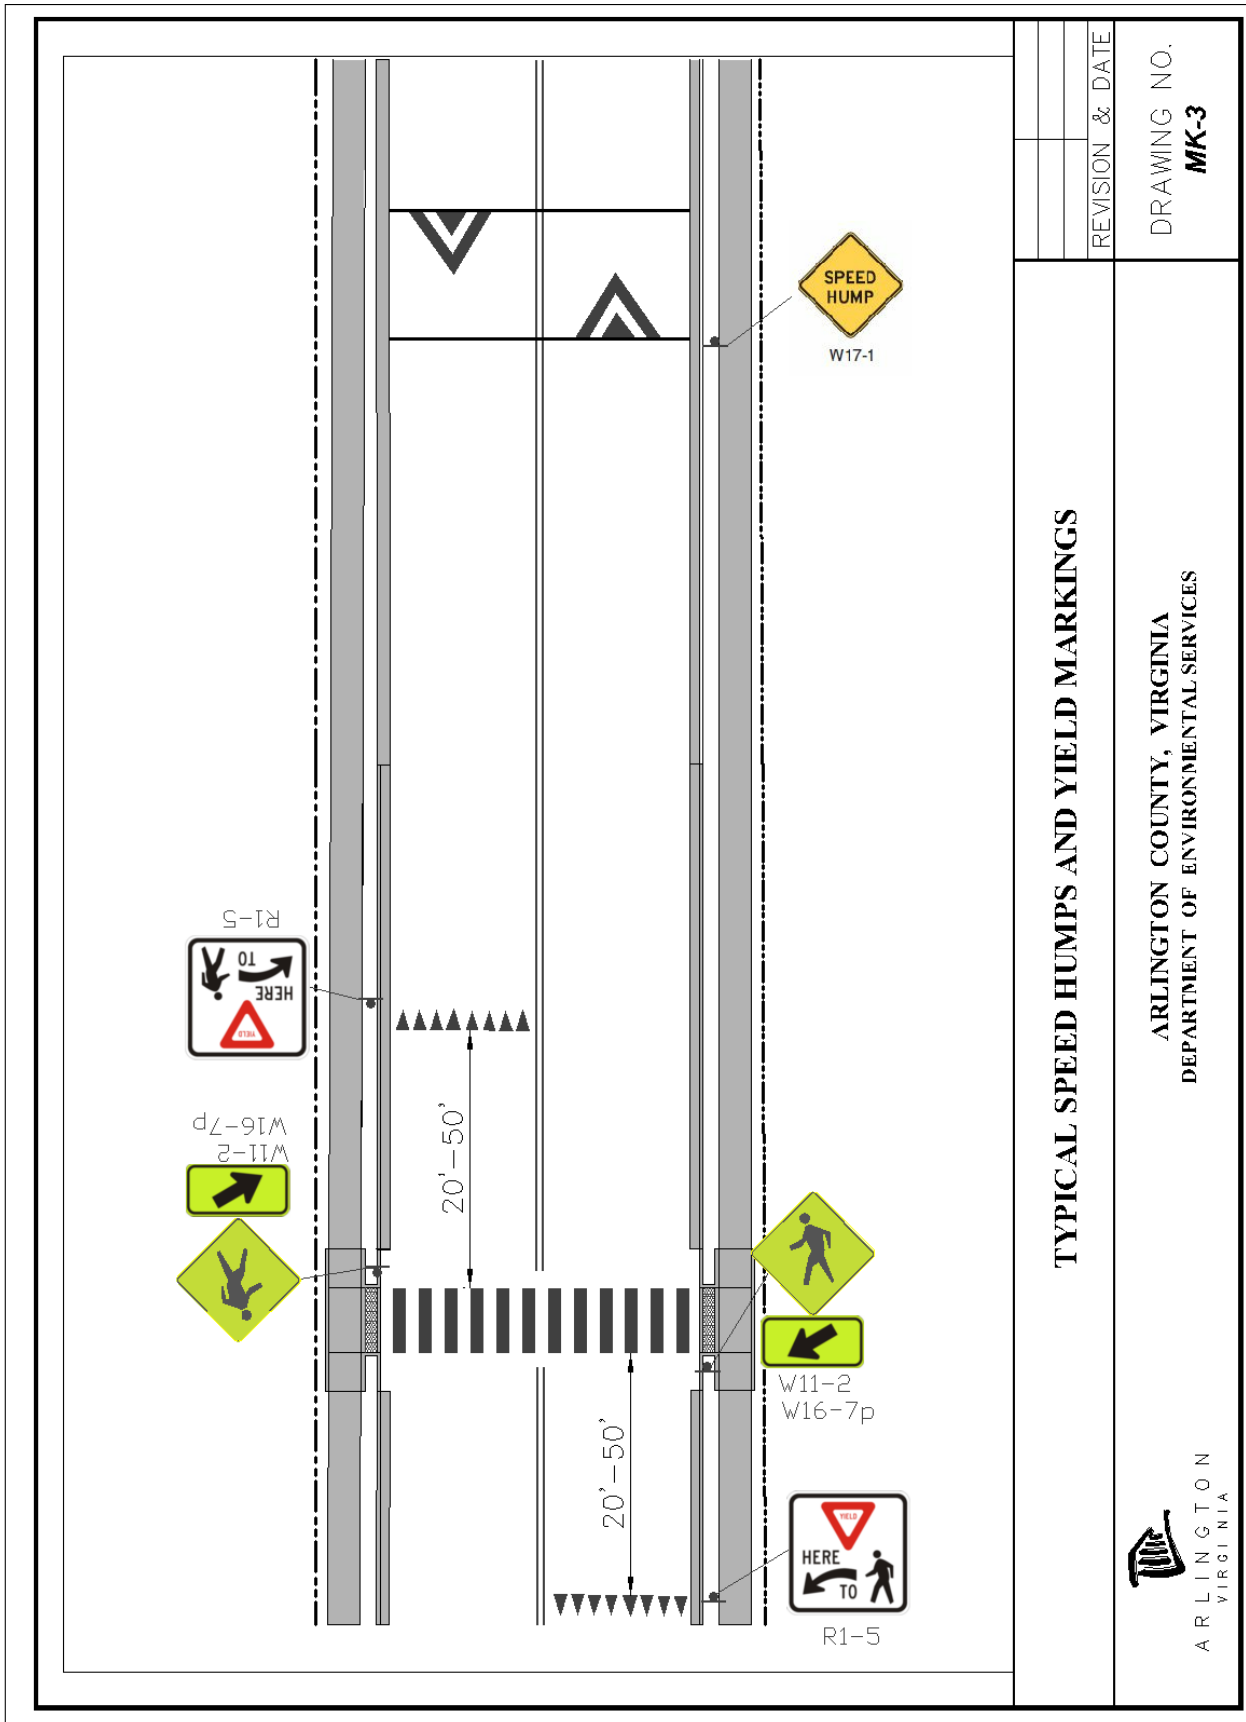 SPEED
HUMP
W17-1
R1-5
YIELD
HERE
TO
W11-2
W16-7p
20'-50'
20'-50'
W11-2
W16-7p
YIELD
HERE
TO
R1-5
TYPICAL SPEED HUMPS AND YIELD MARKINGS
REVISION & DATE
ARLINGTON COUNTY, VIRGINIA
DEPARTMENT OF ENVIRONMENTAL SERVICES
DRAWING NO.
MK-3
ARLINGTON
VIRGINIA